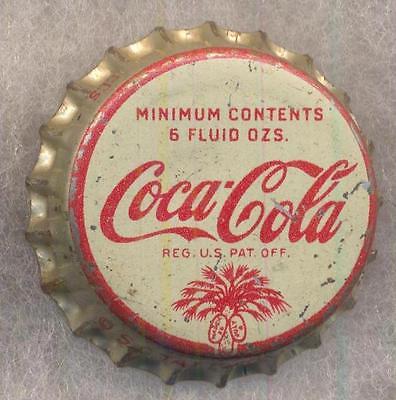 MINIMUM CONTENTS
6 FLUID OZS.
Coca-Cola
REG. U.S. PAT. OFF.